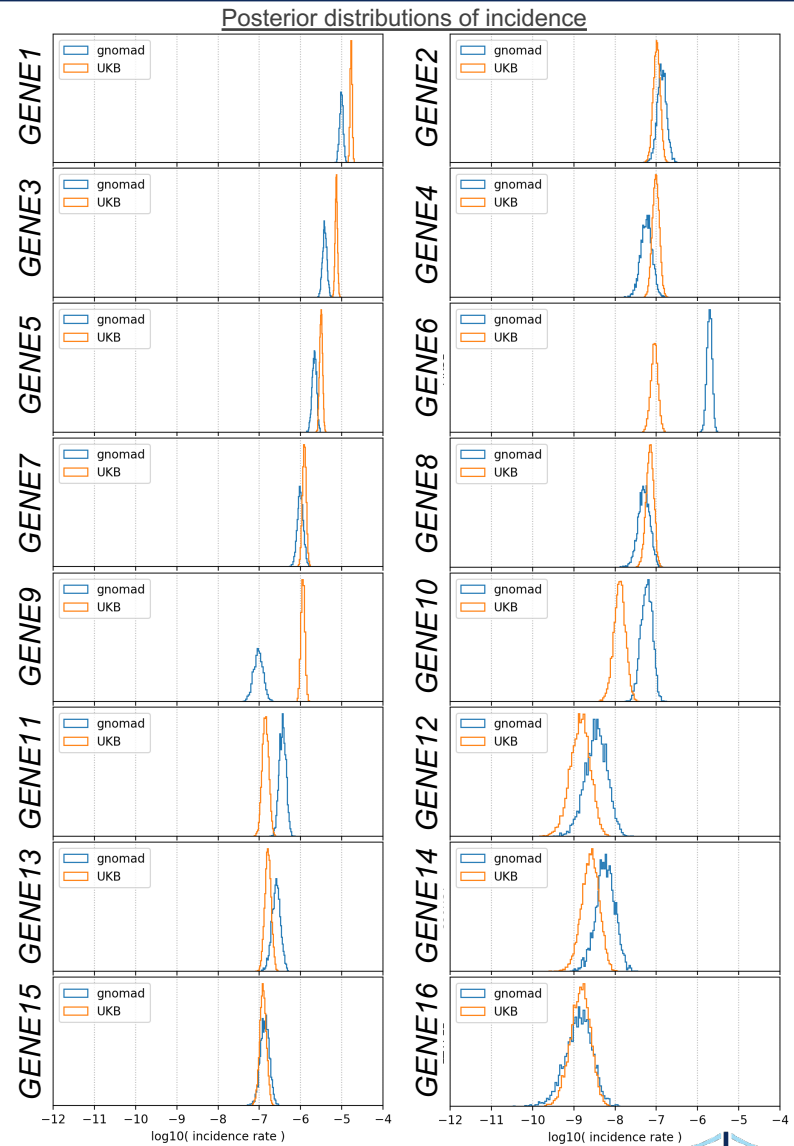 Posterior distributions of incidence
GENE1
gnomad
UKB
GENE2
gnomad
UKB
GENE3
gnomad
UKB
GENE4
gnomad
UKB
GENE5
gnomad
UKB
GENE6
gnomad
UKB
GENE7
gnomad
UKB
GENE8
gnomad
UKB
GENE9
gnomad
UKB
GENE10
gnomad
UKB
GENE11
gnomad
UKB
GENE12
gnomad
UKB
GENE13
gnomad
UKB
GENE14
gnomad
UKB
GENE15
gnomad
UKB
GENE16
gnomad
UKB
−12 −11 −10 −9 −8 −7 −6 −5 −4
log10( incidence rate )
−12 −11 −10 −9 −8 −7 −6 −5 −4
log10( incidence rate )